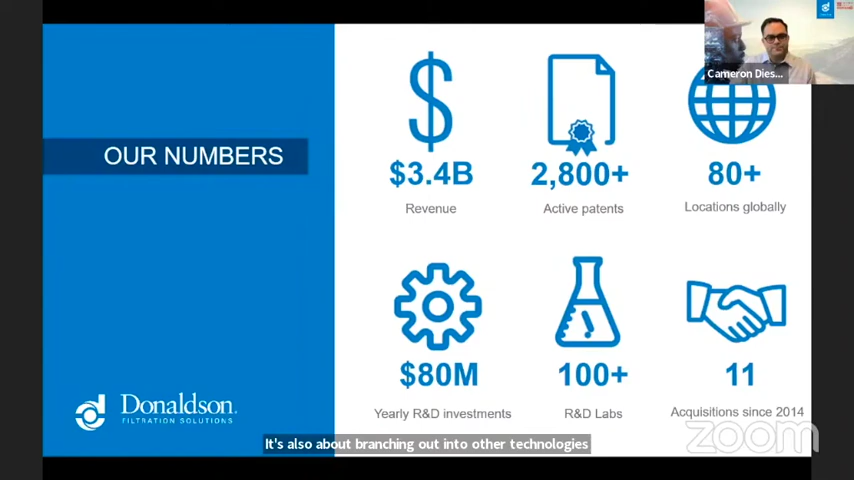 Cameron Dies...
OUR NUMBERS
$3.4B
Revenue
2,800+
Active patents
80+
Locations globally
$80M
Yearly R&D investments
100+
R&D Labs
11
Acquisitions since 2014
Donaldson.
FILTRATION SOLUTIONS
It's also about branching out into other technologies
zoom